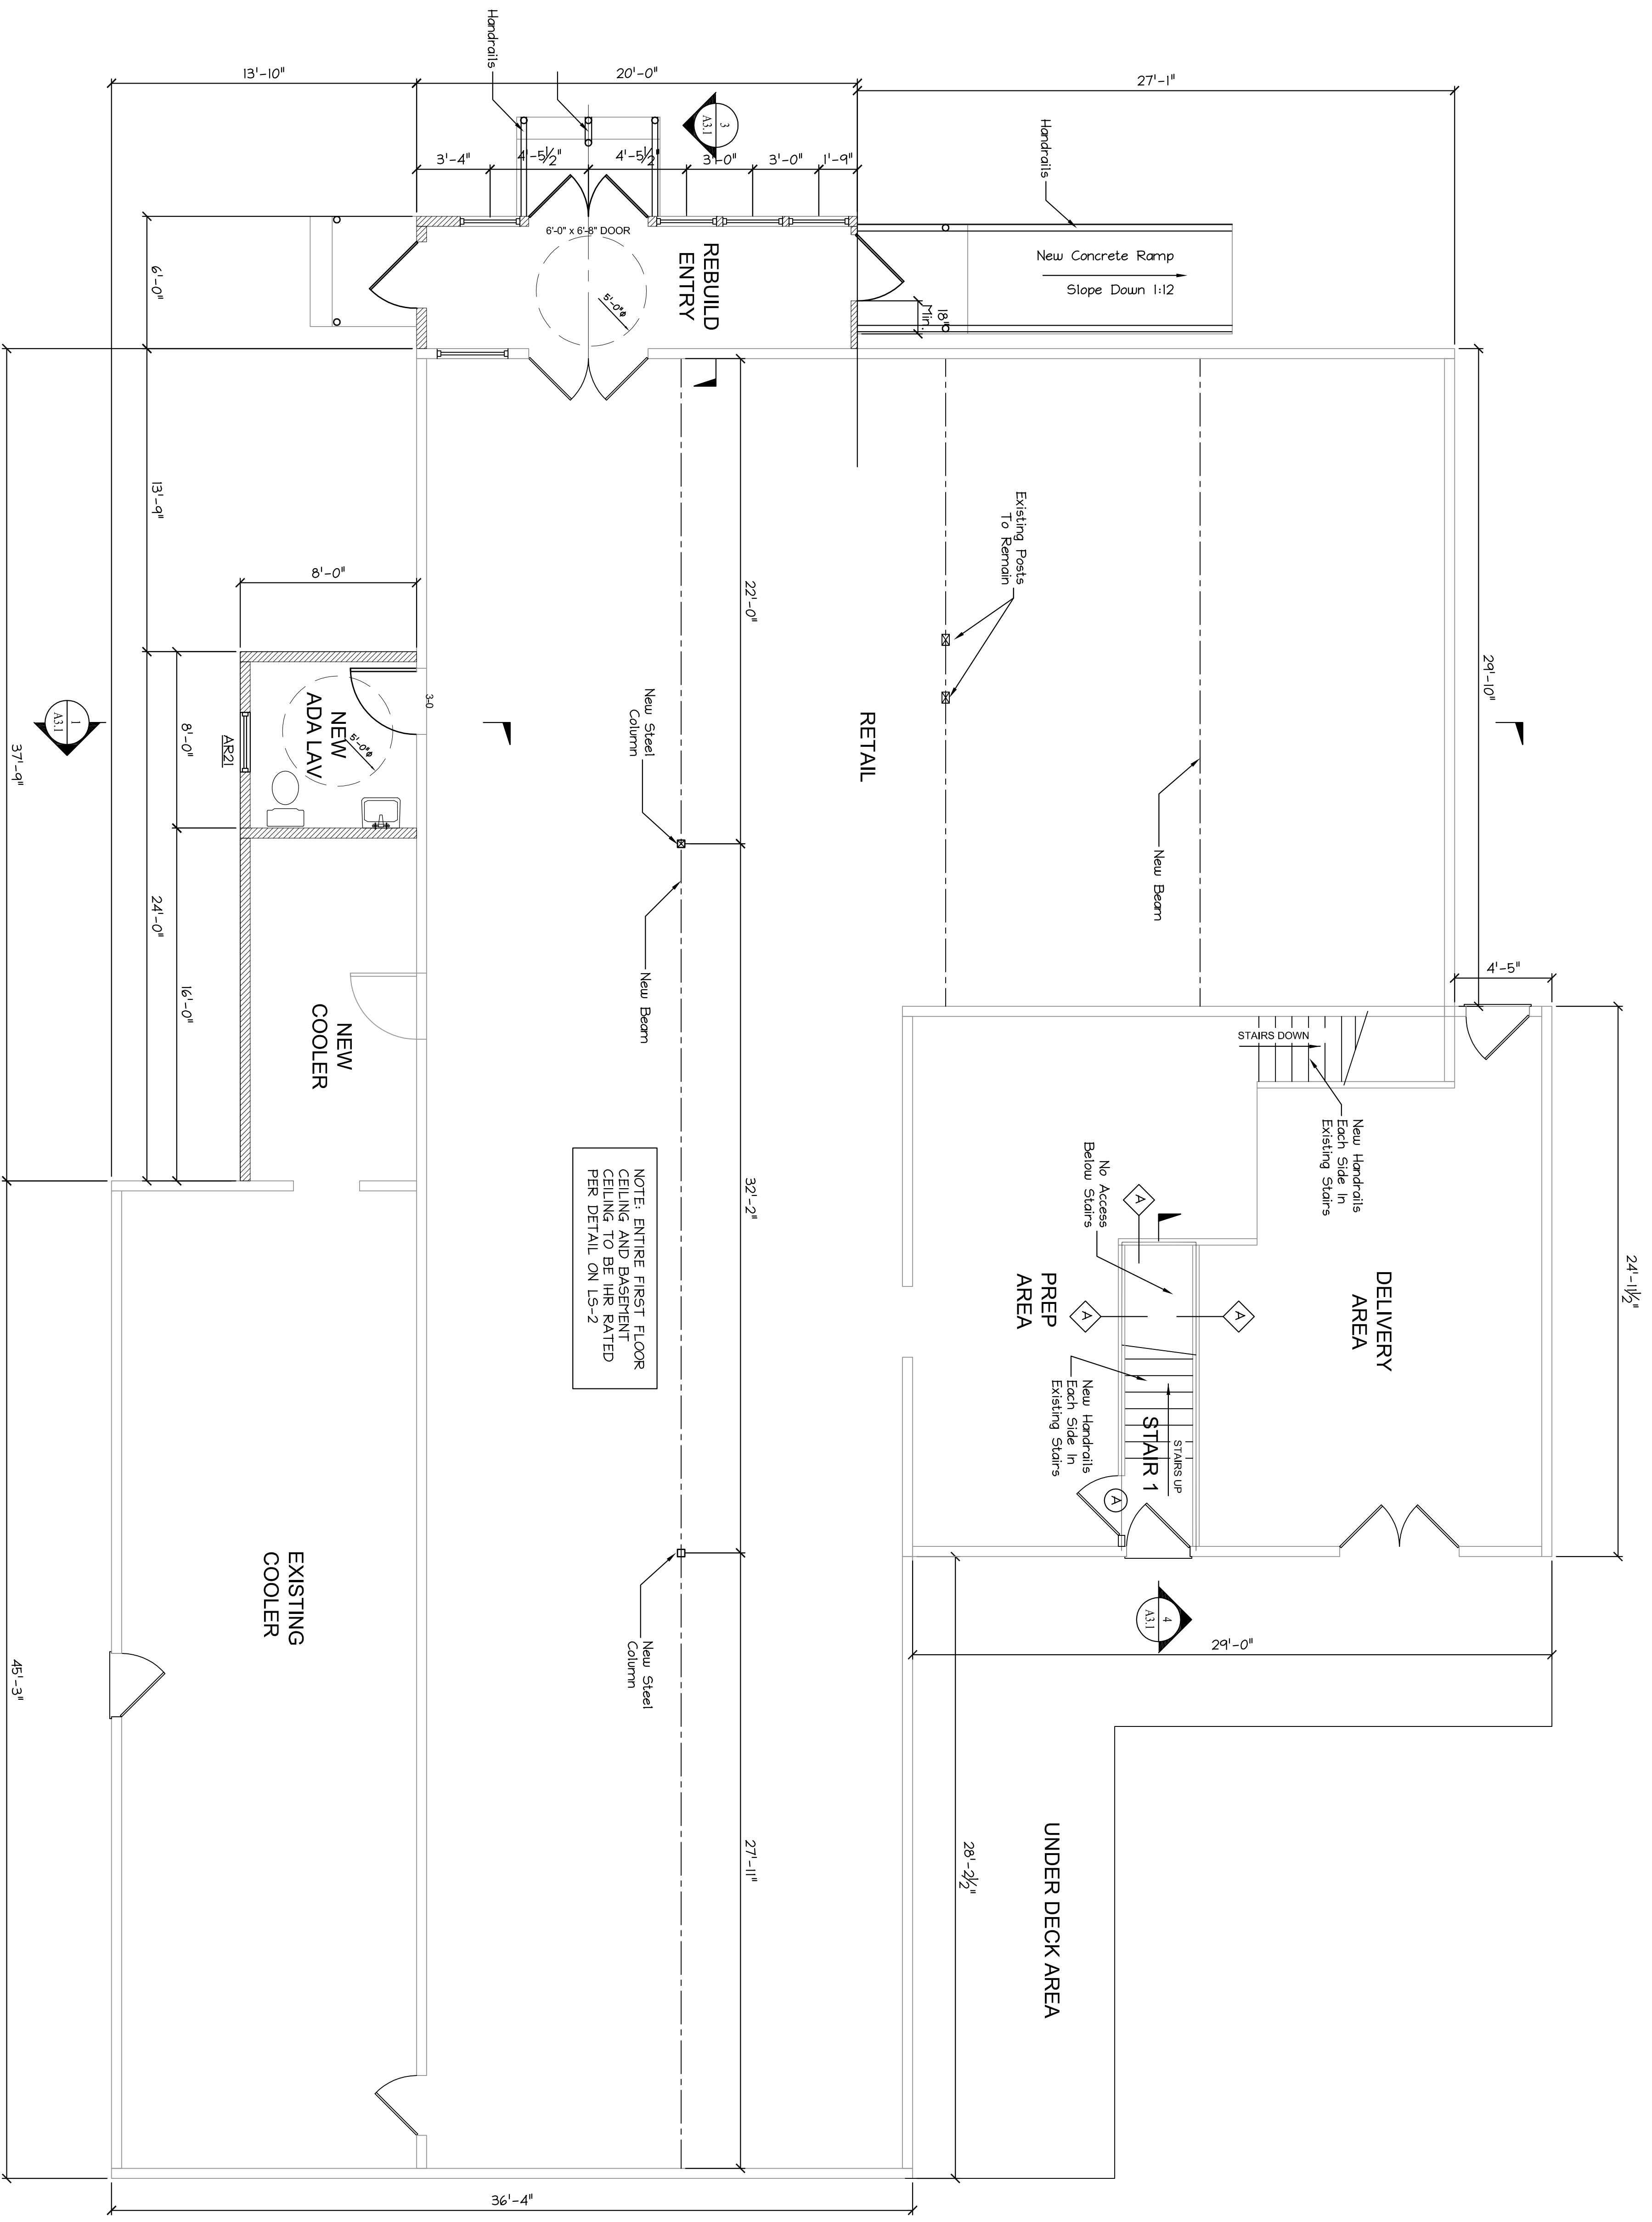 Handrails
13'-10"
20'-0"
27'-1"
3
A3.1
Handrails
3'-4"
4'-5½"
4'-5½"
3'-0"
3'-0"
1'-9"
6'-0" x 6'-8" DOOR
REBUILD
ENTRY
5'-0"Φ
New Concrete Ramp
Slope Down 1:12
18"
Min.
6'-0"
13'-9"
8'-0"
22'-0"
Existing Posts
To Remain
29'-10"
3-0
NEW
ADA LAV
5'-0"Φ
8'-0"
AR21
1
A3.1
37'-9"
24'-0"
16'-0"
New Steel
Column
RETAIL
New Beam
New Beam
4'-5"
NEW
COOLER
STAIRS DOWN
New Handrails
Each Side In
Existing Stairs
No Access
Below Stairs
A
A
A
32'-2"
NOTE: ENTIRE FIRST FLOOR
CEILING AND BASEMENT
CEILING TO BE 1HR RATED
PER DETAIL ON LS-2
PREP
AREA
DELIVERY
AREA
24'-11½"
New Handrails
Each Side In
Existing Stairs
STAIR 1
STAIRS UP
A
EXISTING
COOLER
New Steel
Column
4
A3.1
29'-0"
45'-3"
27'-11"
28'-2½"
UNDER DECK AREA
36'-4"